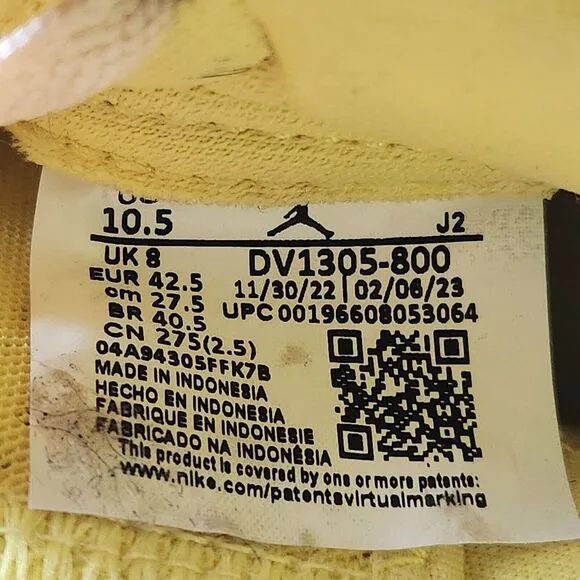 US
10.5
J2
UK 8
DV1305-800
EUR 42.5
11/30/22 | 02/06/23
cm 27.5
UPC 00196608053064
BR 40.5
CN 275(2.5)
04A94305FFK7B
MADE IN INDONESIA
HECHO EN INDONESIA
FABRIQUE EN INDONESIE
FABRICADO NA INDONÉSIA
This product is covered by one or more patents:
www.nike.com/patentsvirtualmarking